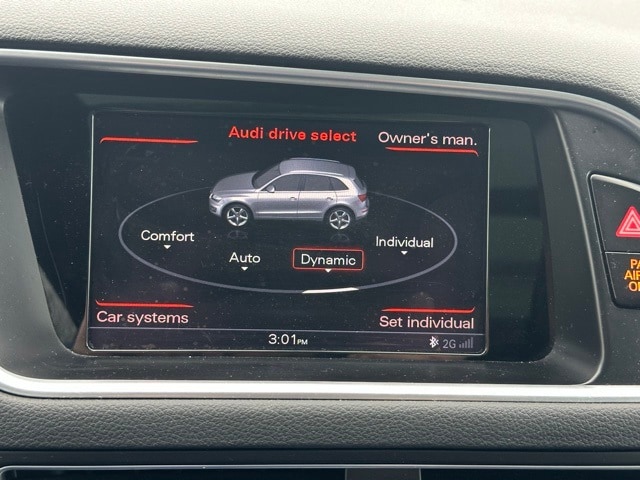 Audi drive select
Owner's man.
Comfort
Auto
Dynamic
Individual
Car systems
Set individual
3:01PM
2G